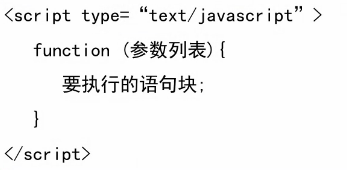 <script type= “text/javascript” >
function (参数列表){
要执行的语句块;
}
</script>